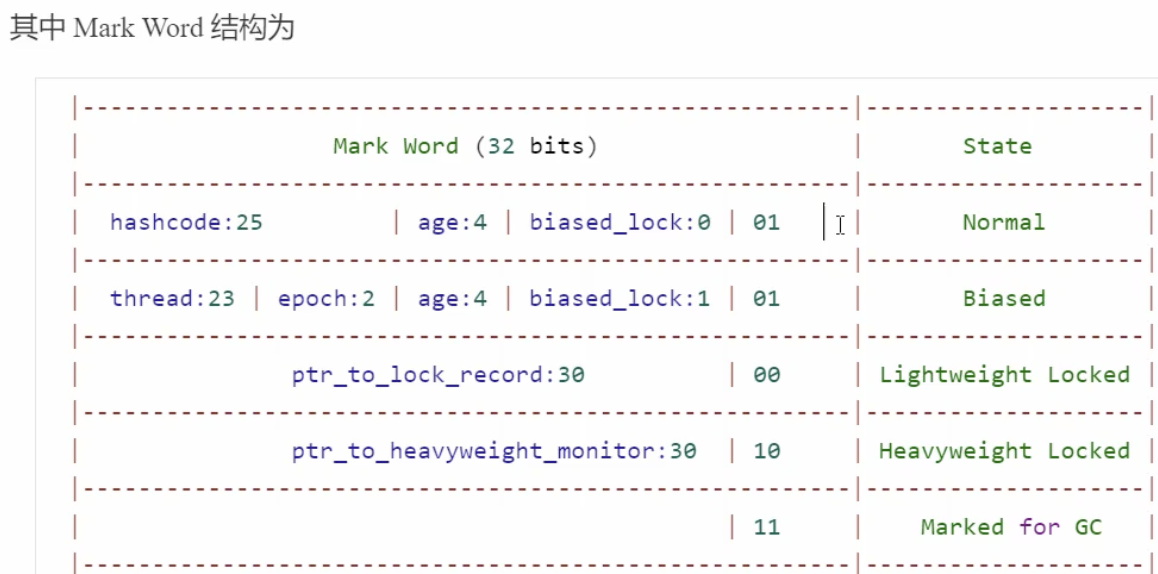 其中 Mark Word 结构为
|--------------------------------------------------------|--------------------|
| Mark Word (32 bits) | State |
|--------------------------------------------------------|--------------------|
| hashcode:25 | age:4 | biased_lock:0 | 01 | Normal |
|--------------------------------------------------------|--------------------|
| thread:23 | epoch:2 | age:4 | biased_lock:1 | 01 | Biased |
|--------------------------------------------------------|--------------------|
| ptr_to_lock_record:30 | 00 | Lightweight Locked |
|--------------------------------------------------------|--------------------|
| ptr_to_heavyweight_monitor:30 | 10 | Heavyweight Locked |
|--------------------------------------------------------|--------------------|
| | 11 | Marked for GC |
|--------------------------------------------------------|--------------------|